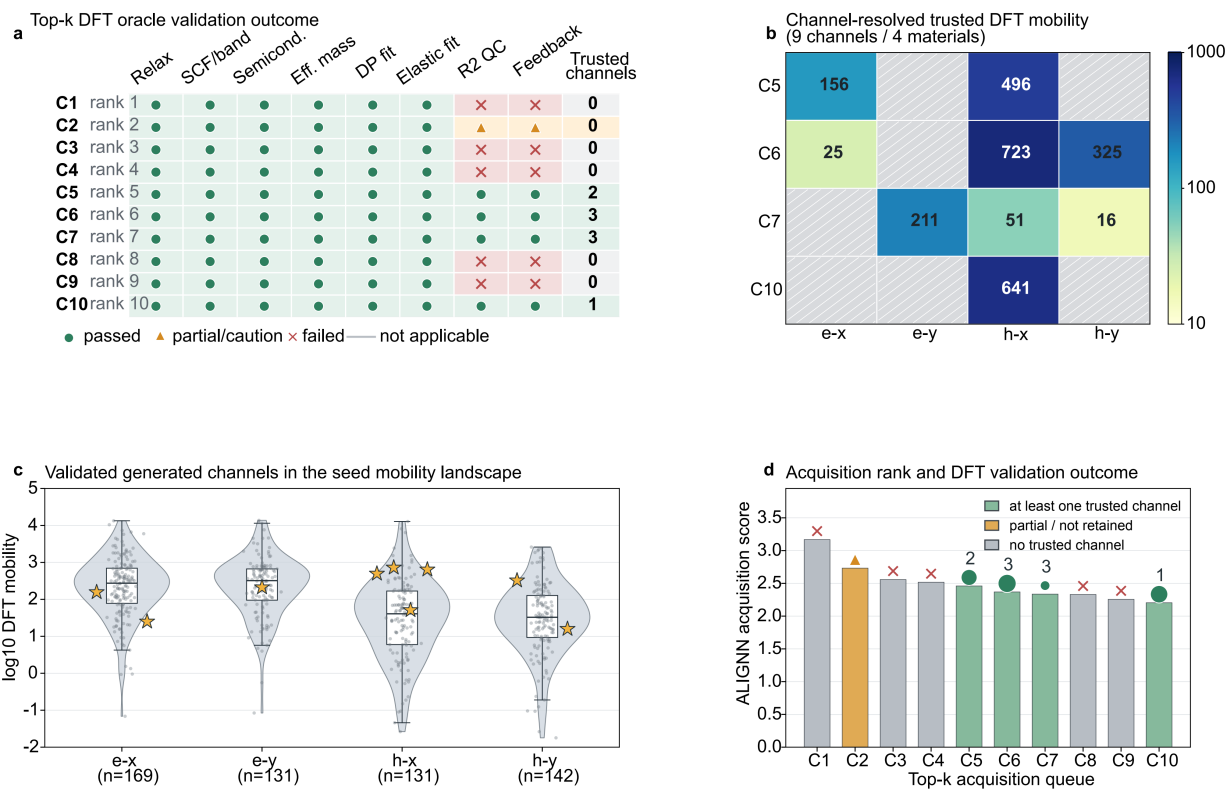 a Top-k DFT oracle validation outcome
Relax SCF/band Semicond. Eff. mass DP fit Elastic fit R2 QC Feedback Trusted channels
C1 rank 1 0
C2 rank 2 0
C3 rank 3 0
C4 rank 4 0
C5 rank 5 2
C6 rank 6 3
C7 rank 7 3
C8 rank 8 0
C9 rank 9 0
C10 rank 10 1
passed partial/caution failed not applicable
b Channel-resolved trusted DFT mobility
(9 channels / 4 materials)
C5 156 496
C6 25 723 325
C7 211 51 16
C10 641
e-x e-y h-x h-y
1000
100
10
c Validated generated channels in the seed mobility landscape
log10 DFT mobility
5
4
3
2
1
0
-1
-2
e-x e-y h-x h-y
(n=169) (n=131) (n=131) (n=142)
d Acquisition rank and DFT validation outcome
ALIGNN acquisition score
3.5
3.0
2.5
2.0
1.5
1.0
0.5
0.0
at least one trusted channel
partial / not retained
no trusted channel
2 3 3 1
C1 C2 C3 C4 C5 C6 C7 C8 C9 C10
Top-k acquisition queue